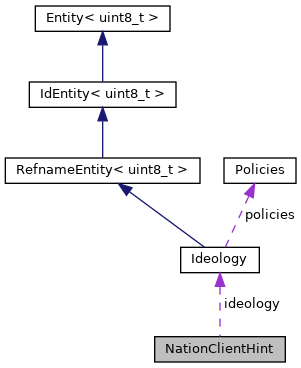 Entity< uint8_t >
IdEntity< uint8_t >
RefnameEntity< uint8_t >
Policies
policies
Ideology
ideology
NationClientHint